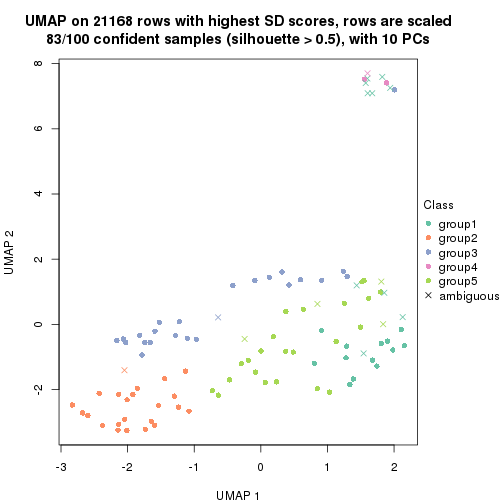 UMAP on 21168 rows with highest SD scores, rows are scaled
83/100 confident samples (silhouette > 0.5), with 10 PCs
8
6
4
2
0
-2
UMAP 2
-3
-2
-1
0
1
2
UMAP 1
Class
group1
group2
group3
group4
group5
ambiguous